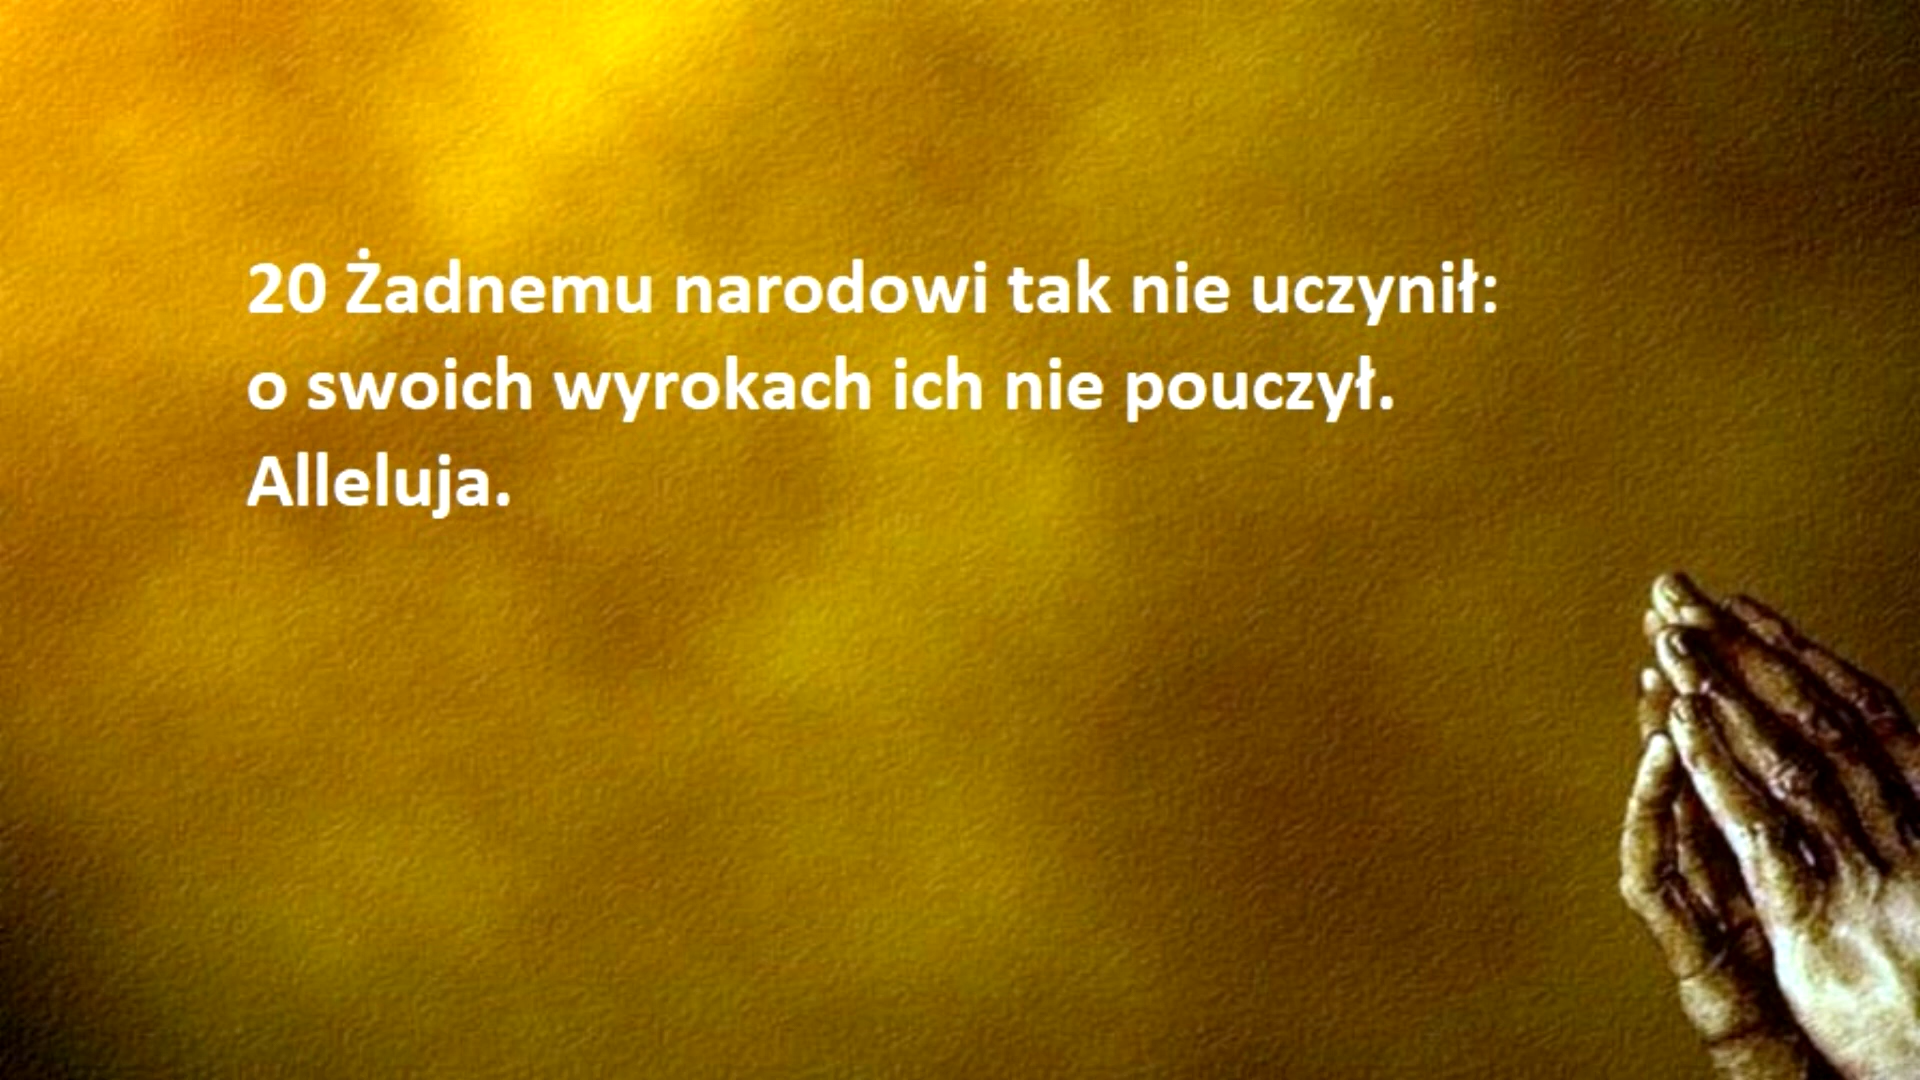 20 Żadnemu narodowi tak nie uczynił:
o swoich wyrokach ich nie pouczył.
Alleluja.